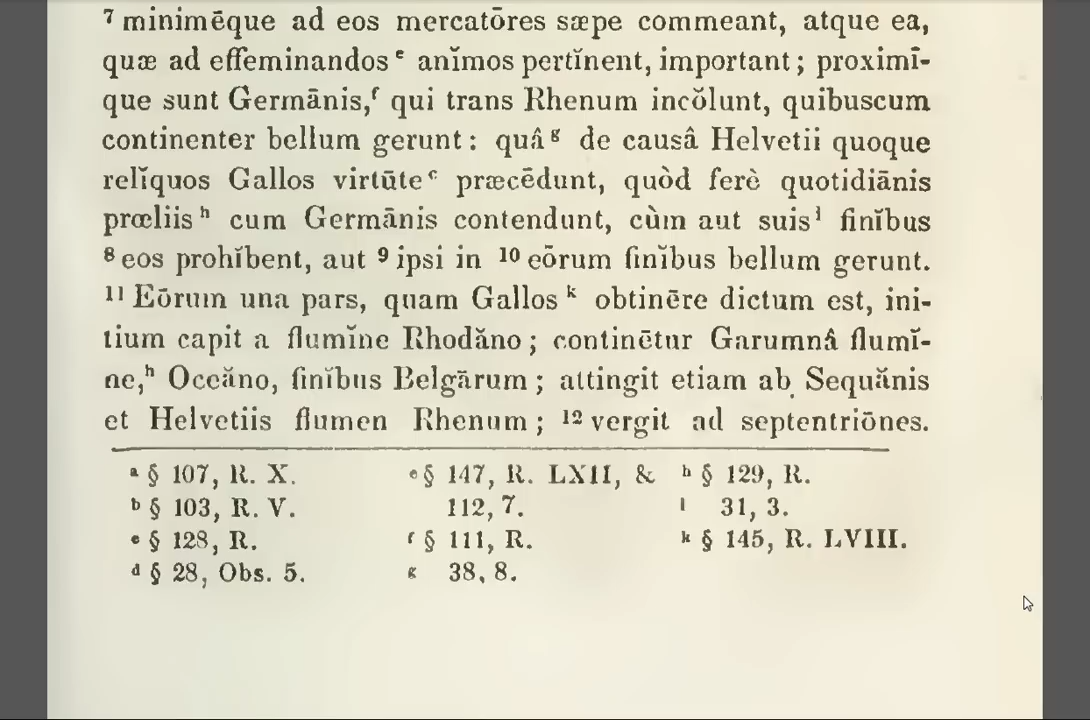 ⁷ minimēque ad eos mercatōres sæpe commeant, atque ea,
quæ ad effeminandos ᵉ anĭmos pertĭnent, important; proximī-
que sunt Germānis,ᶠ qui trans Rhenum incŏlunt, quibuscum
continenter bellum gerunt: quâ ᵍ de causâ Helvetii quoque
relĭquos Gallos virtūte ᶜ præcēdunt, quòd ferè quotidiānis
prœliis ʰ cum Germānis contendunt, cùm aut suis ˡ finĭbus
⁸ eos prohĭbent, aut ⁹ ipsi in ¹⁰ eōrum finĭbus bellum gerunt.
¹¹ Eōrum una pars, quam Gallos ᵏ obtinēre dictum est, ini-
tium capit a flumĭne Rhodăno; continētur Garumnâ flumĭ-
ne,ʰ Oceăno, finĭbus Belgārum; attingit etiam ab Sequănis
et Helvetiis flumen Rhenum; ¹² vergit ad septentriōnes.
ᵃ § 107, R. X.
ᵇ § 103, R. V.
ᶜ § 128, R.
ᵈ § 28, Obs. 5.
ᵉ § 147, R. LXII, &
112, 7.
ᶠ § 111, R.
ᵍ 38, 8.
ʰ § 129, R.
ˡ 31, 3.
ᵏ § 145, R. LVIII.